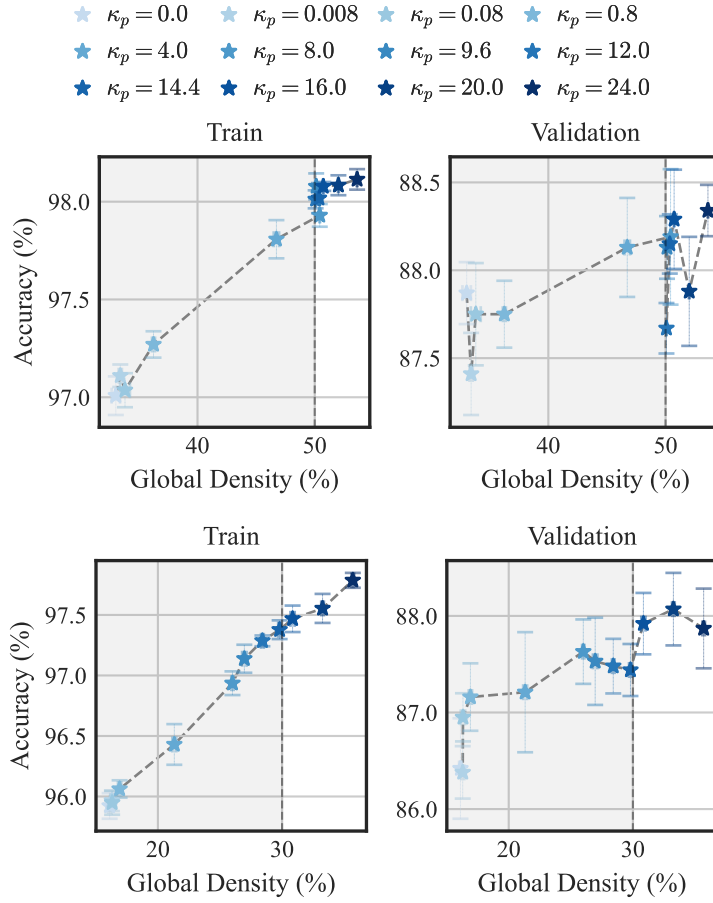 κp = 0.0 κp = 0.008 κp = 0.08 κp = 0.8
κp = 4.0 κp = 8.0 κp = 9.6 κp = 12.0
κp = 14.4 κp = 16.0 κp = 20.0 κp = 24.0
Train Validation
98.0
97.5
97.0
Accuracy (%)
40 50
Global Density (%)
88.5
88.0
87.5
40 50
Global Density (%)
Train Validation
97.5
97.0
96.5
96.0
Accuracy (%)
20 30
Global Density (%)
88.0
87.0
86.0
20 30
Global Density (%)